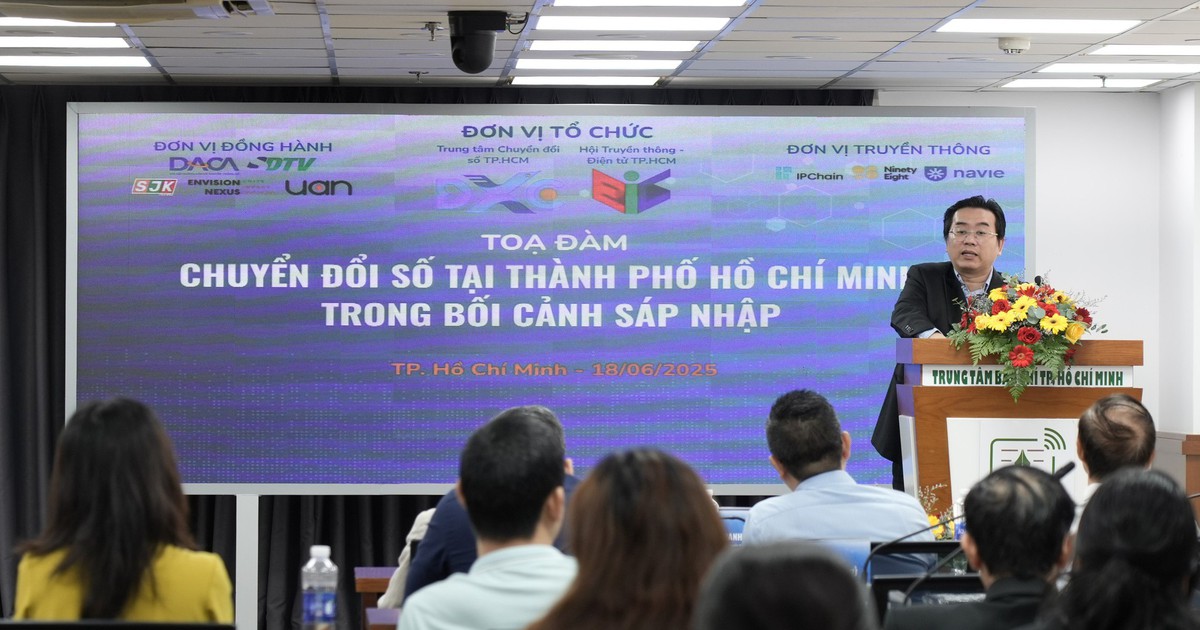 ĐƠN VỊ ĐỒNG HÀNH
DACA SDTV
SJK ENVISION NEXUS uan
ĐƠN VỊ TỔ CHỨC
Trung tâm Chuyển đổi số TP.HCM
DXC
Hội Truyền thông - Điện tử TP.HCM
EIC
ĐƠN VỊ TRUYỀN THÔNG
IPChain Ninety Eight navie
TOẠ ĐÀM
CHUYỂN ĐỔI SỐ TẠI THÀNH PHỐ HỒ CHÍ MINH
TRONG BỐI CẢNH SÁP NHẬP
TP. Hồ Chí Minh - 18/06/2025
TRUNG TÂM TP. HỒ CHÍ MINH